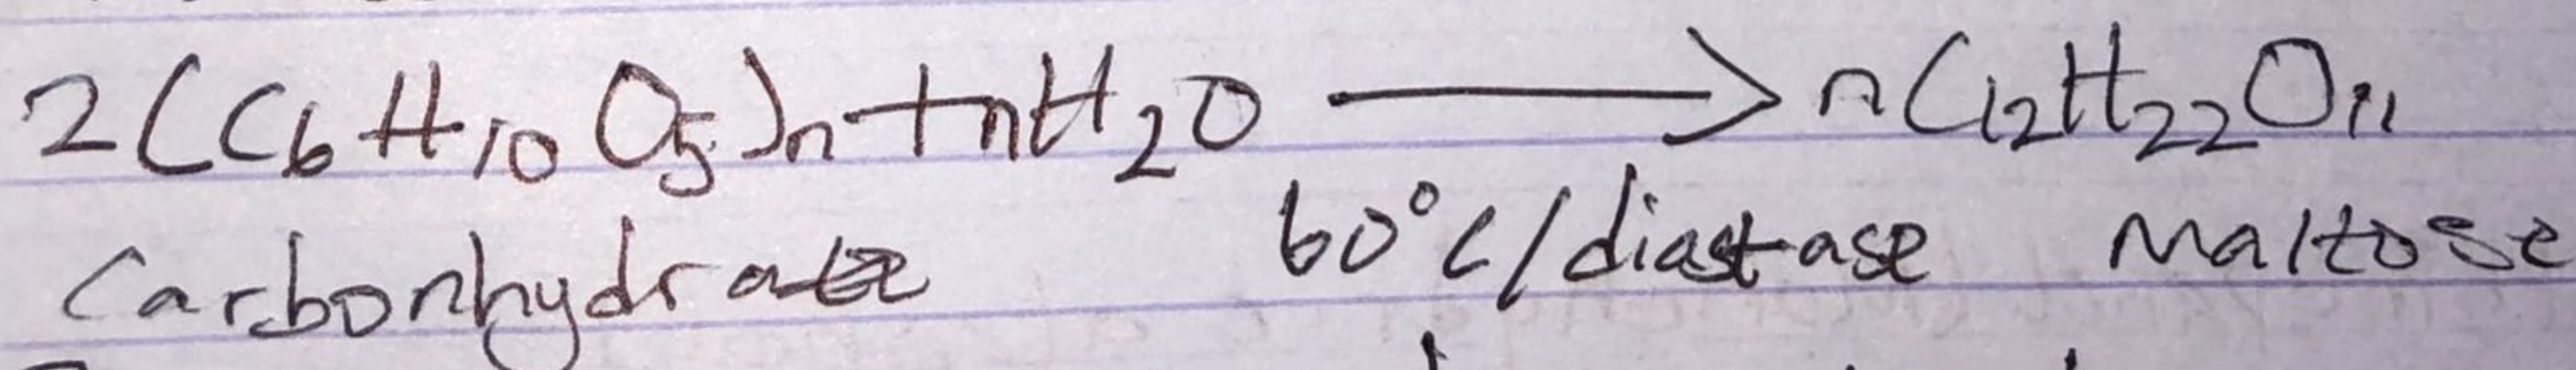 2(C₆H₁₀O₅)n + nH₂O ⟶ nC₁₂H₂₂O₁₁
Carbonhydrate 60°C/diastase Maltose